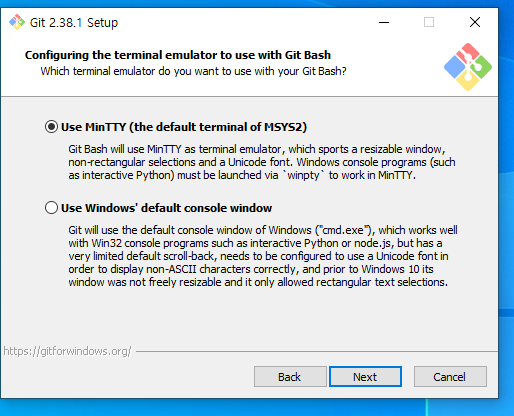 Git 2.38.1 Setup
Configuring the terminal emulator to use with Git Bash
Which terminal emulator do you want to use with your Git Bash?
Use MinTTY (the default terminal of MSYS2)
Git Bash will use MinTTY as terminal emulator, which sports a resizable window,
non-rectangular selections and a Unicode font. Windows console programs (such
as interactive Python) must be launched via `winpty` to work in MinTTY.
Use Windows' default console window
Git will use the default console window of Windows ("cmd.exe"), which works well
with Win32 console programs such as interactive Python or node.js, but has a
very limited default scroll-back, needs to be configured to use a Unicode font in
order to display non-ASCII characters correctly, and prior to Windows 10 its
window was not freely resizable and it only allowed rectangular text selections.
https://gitforwindows.org/
Back Next Cancel